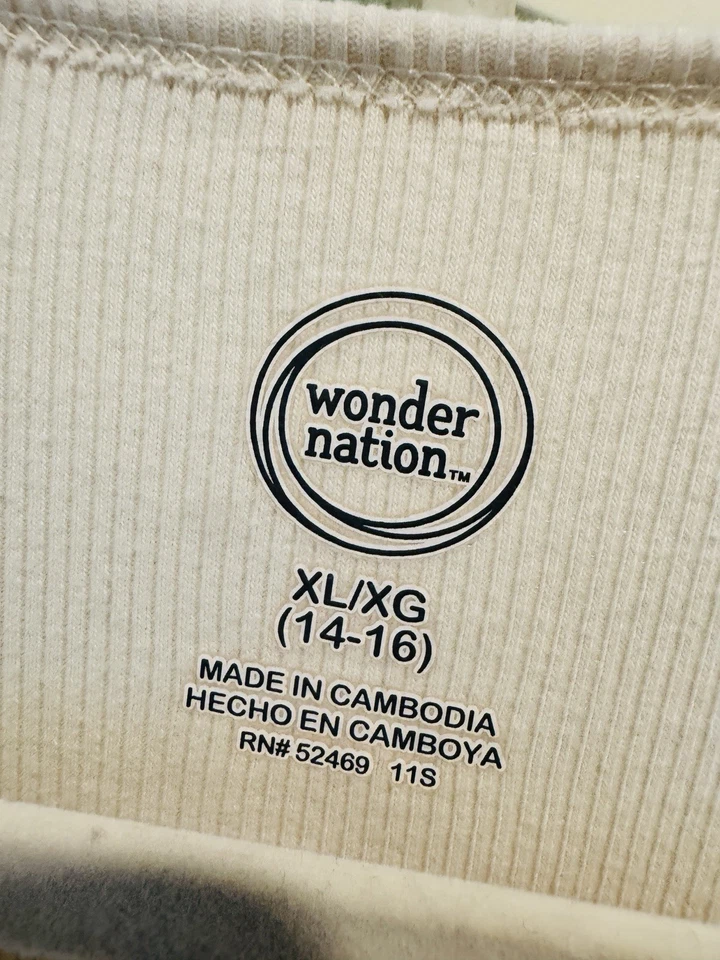 wonder
nation™
XL/XG
(14-16)
MADE IN CAMBODIA
HECHO EN CAMBOYA
RN# 52469 11S